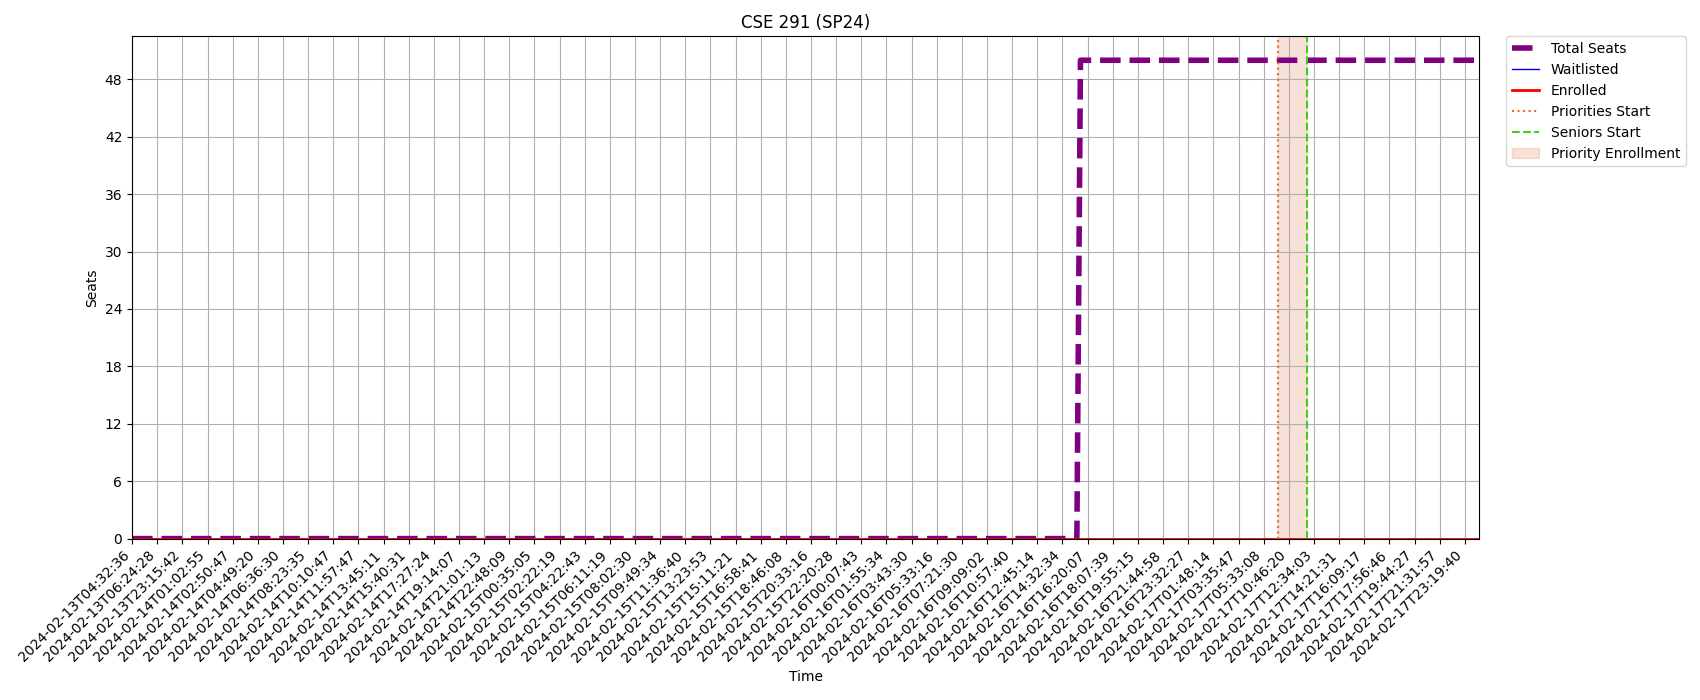 CSE 291 (SP24)
Total Seats
Waitlisted
Enrolled
Priorities Start
Seniors Start
Priority Enrollment
Seats
48
42
36
30
24
18
12
6
0
2024-02-13T04:32:36
2024-02-13T06:24:28
2024-02-13T23:15:42
2024-02-14T01:02:55
2024-02-14T02:50:47
2024-02-14T04:49:20
2024-02-14T06:36:30
2024-02-14T08:23:35
2024-02-14T10:10:47
2024-02-14T11:57:47
2024-02-14T13:45:11
2024-02-14T15:40:31
2024-02-14T17:27:24
2024-02-14T19:14:07
2024-02-14T21:01:13
2024-02-14T22:48:09
2024-02-15T00:35:05
2024-02-15T02:22:19
2024-02-15T04:22:43
2024-02-15T06:11:19
2024-02-15T08:02:30
2024-02-15T09:49:34
2024-02-15T11:36:40
2024-02-15T13:23:53
2024-02-15T15:11:21
2024-02-15T16:58:41
2024-02-15T18:46:08
2024-02-15T20:33:16
2024-02-15T22:20:28
2024-02-16T00:07:43
2024-02-16T01:55:34
2024-02-16T03:43:30
2024-02-16T05:33:16
2024-02-16T07:21:30
2024-02-16T09:09:02
2024-02-16T10:57:40
2024-02-16T12:45:14
2024-02-16T14:32:34
2024-02-16T16:20:07
2024-02-16T18:07:39
2024-02-16T19:55:15
2024-02-16T21:44:58
2024-02-16T23:32:27
2024-02-17T01:48:14
2024-02-17T03:35:47
2024-02-17T05:33:08
2024-02-17T10:46:20
2024-02-17T12:34:03
2024-02-17T14:21:31
2024-02-17T16:09:17
2024-02-17T17:56:46
2024-02-17T19:44:27
2024-02-17T21:31:57
2024-02-17T23:19:40
Time